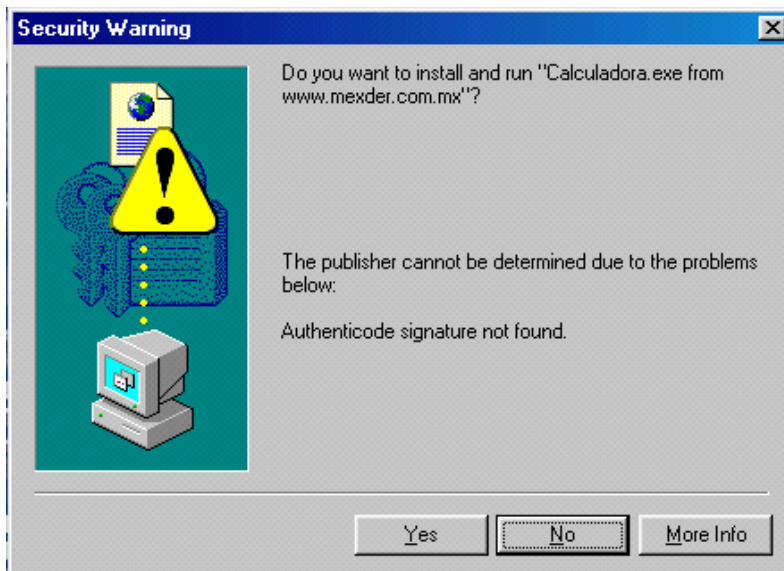 Security Warning
Do you want to install and run "Calculadora.exe from
www.mexder.com.mx"?
The publisher cannot be determined due to the problems
below:
Authenticode signature not found.
Yes
No
More Info